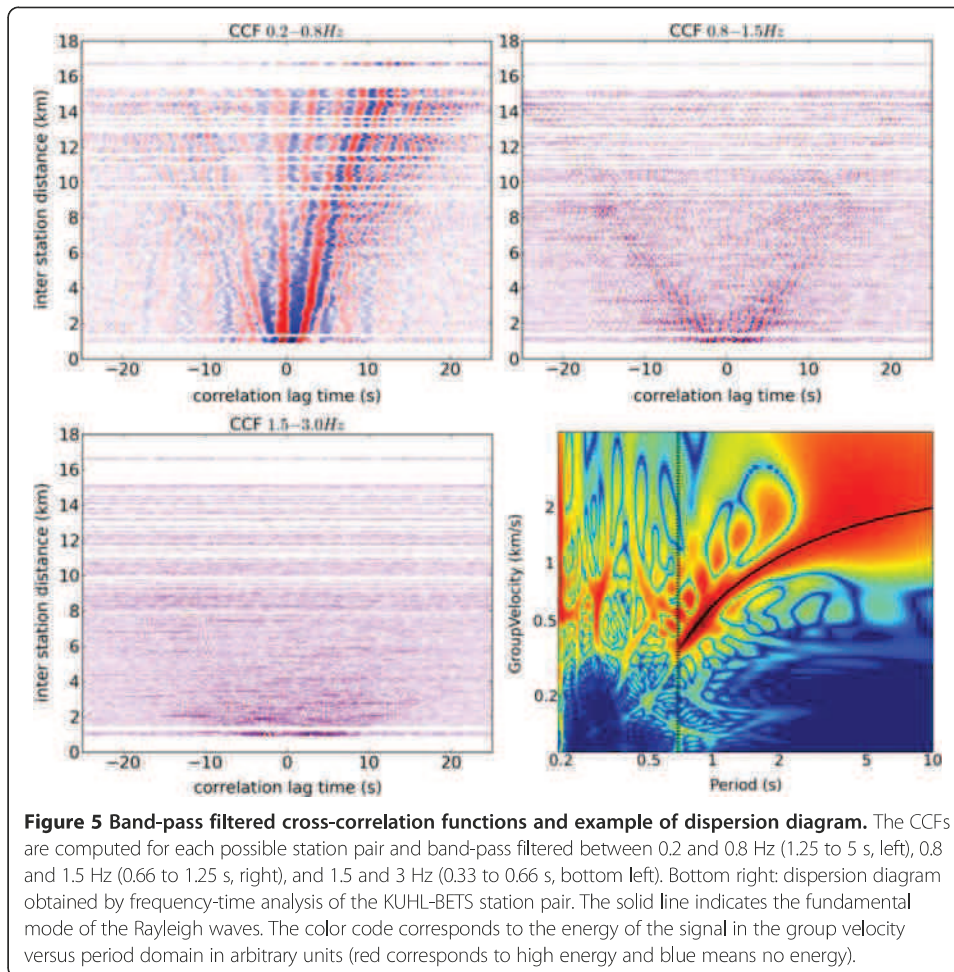 CCF 0.2−0.8Hz
18
16
14
12
10
8
6
4
2
0
inter station distance (km)
−20 −10 0 10 20
correlation lag time (s)
CCF 0.8−1.5Hz
18
16
14
12
10
8
6
4
2
0
inter station distance (km)
−20 −10 0 10 20
correlation lag time (s)
CCF 1.5−3.0Hz
18
16
14
12
10
8
6
4
2
0
inter station distance (km)
−20 −10 0 10 20
correlation lag time (s)
2
1
0.5
0.2
GroupVelocity (km/s)
0.2 0.5 1 2 5 10
Period (s)
Figure 5 Band-pass filtered cross-correlation functions and example of dispersion diagram. The CCFs
are computed for each possible station pair and band-pass filtered between 0.2 and 0.8 Hz (1.25 to 5 s, left), 0.8
and 1.5 Hz (0.66 to 1.25 s, right), and 1.5 and 3 Hz (0.33 to 0.66 s, bottom left). Bottom right: dispersion diagram
obtained by frequency-time analysis of the KUHL-BETS station pair. The solid line indicates the fundamental
mode of the Rayleigh waves. The color code corresponds to the energy of the signal in the group velocity
versus period domain in arbitrary units (red corresponds to high energy and blue means no energy).